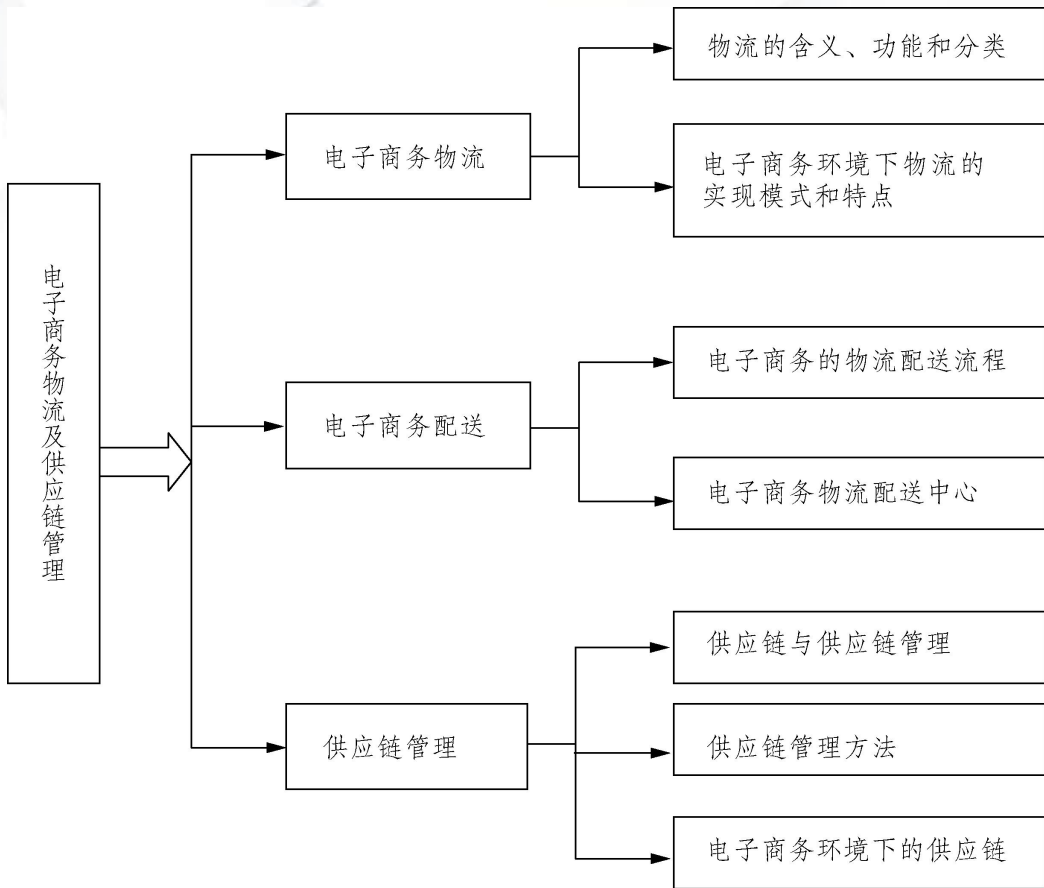 电子商务物流及供应链管理
电子商务物流
物流的含义、功能和分类
电子商务环境下物流的
实现模式和特点
电子商务配送
电子商务的物流配送流程
电子商务物流配送中心
供应链管理
供应链与供应链管理
供应链管理方法
电子商务环境下的供应链